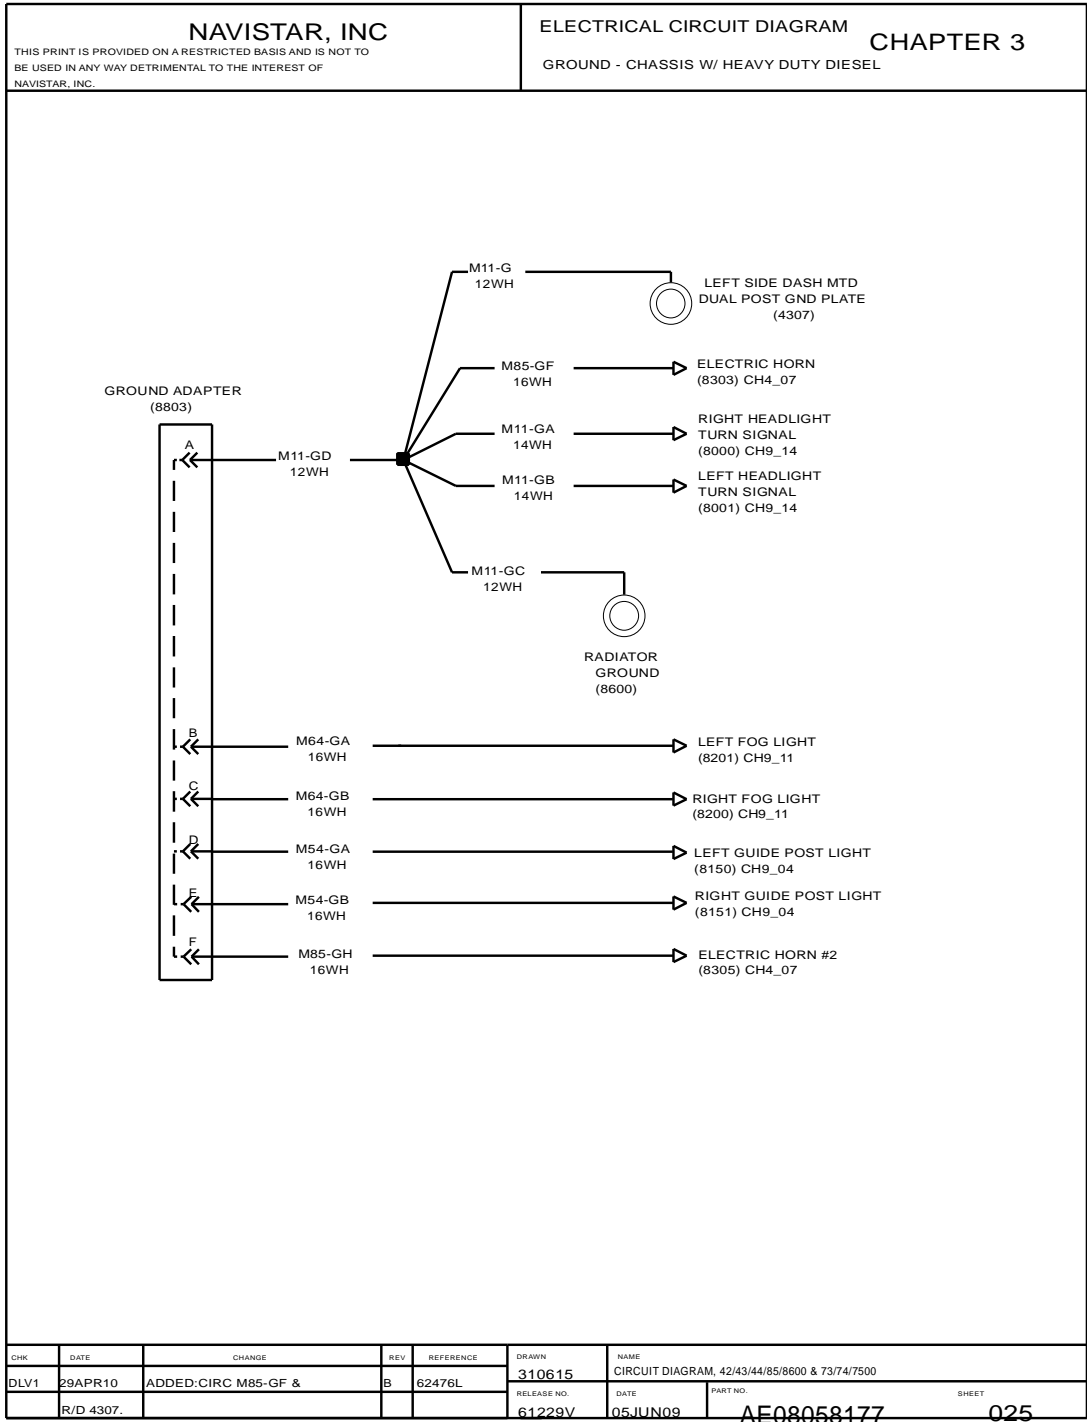 NAVISTAR, INC
THIS PRINT IS PROVIDED ON A RESTRICTED BASIS AND IS NOT TO
BE USED IN ANY WAY DETRIMENTAL TO THE INTEREST OF
NAVISTAR, INC.
ELECTRICAL CIRCUIT DIAGRAM
CHAPTER 3
GROUND - CHASSIS W/ HEAVY DUTY DIESEL
M11-G
12WH
LEFT SIDE DASH MTD
DUAL POST GND PLATE
(4307)
M85-GF
16WH
ELECTRIC HORN
(8303) CH4_07
GROUND ADAPTER
(8803)
M11-GA
14WH
RIGHT HEADLIGHT
TURN SIGNAL
(8000) CH9_14
A
M11-GD
12WH
M11-GB
14WH
LEFT HEADLIGHT
TURN SIGNAL
(8001) CH9_14
M11-GC
12WH
RADIATOR
GROUND
(8600)
B
M64-GA
16WH
LEFT FOG LIGHT
(8201) CH9_11
C
M64-GB
16WH
RIGHT FOG LIGHT
(8200) CH9_11
D
M54-GA
16WH
LEFT GUIDE POST LIGHT
(8150) CH9_04
E
M54-GB
16WH
RIGHT GUIDE POST LIGHT
(8151) CH9_04
F
M85-GH
16WH
ELECTRIC HORN #2
(8305) CH4_07
CHK DATE CHANGE REV REFERENCE
DLV1 29APR10 ADDED:CIRC M85-GF & B 62476L
R/D 4307.
DRAWN
310615
NAME
CIRCUIT DIAGRAM, 42/43/44/85/8600 & 73/74/7500
RELEASE NO.
61229V
DATE
05JUN09
PART NO.
AE08058177
SHEET
025